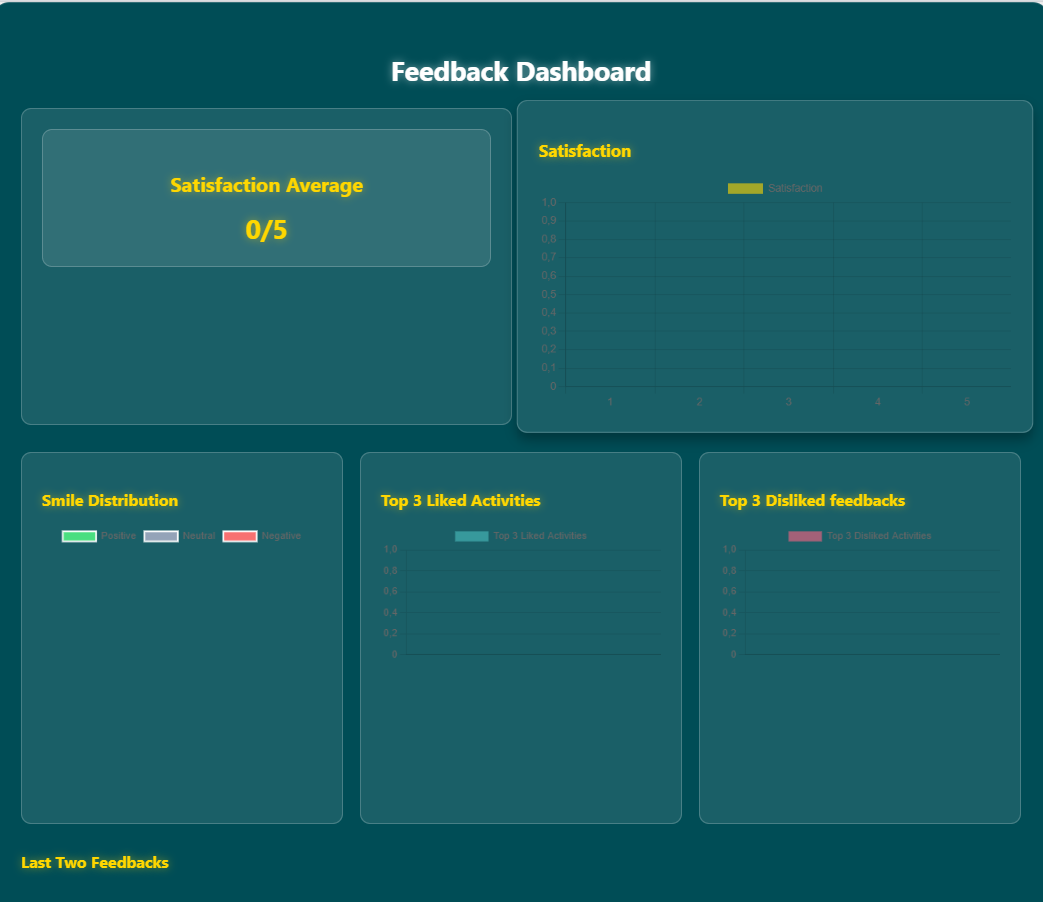 Feedback Dashboard
Satisfaction Average
0/5
Satisfaction
Satisfaction
1,0
0,9
0,8
0,7
0,6
0,5
0,4
0,3
0,2
0,1
0
1 2 3 4 5
Smile Distribution
Positive Neutral Negative
Top 3 Liked Activities
Top 3 Liked Activities
1,0
0,8
0,6
0,4
0,2
0
Top 3 Disliked feedbacks
Top 3 Disliked Activities
1,0
0,8
0,6
0,4
0,2
0
Last Two Feedbacks